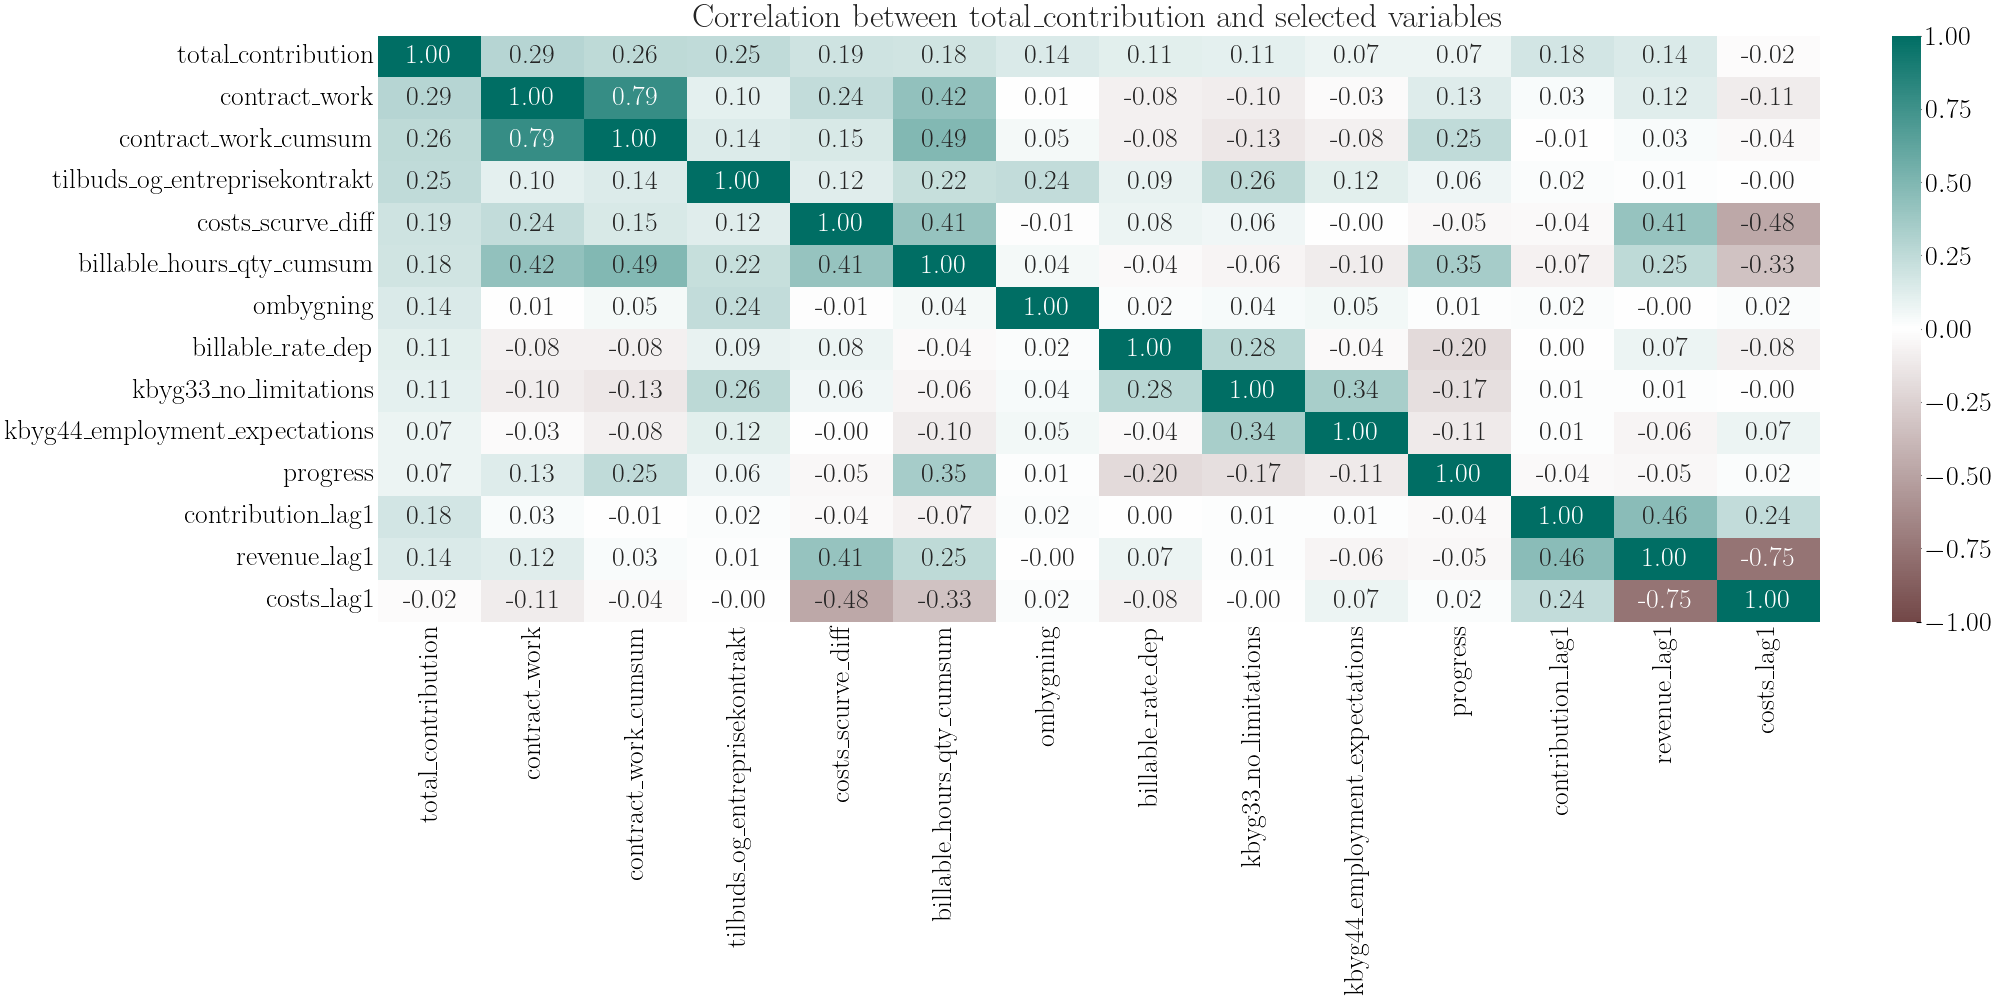 Correlation between total_contribution and selected variables
total_contribution 1.00 0.29 0.26 0.25 0.19 0.18 0.14 0.11 0.11 0.07 0.07 0.18 0.14 -0.02
contract_work 0.29 1.00 0.79 0.10 0.24 0.42 0.01 -0.08 -0.10 -0.03 0.13 0.03 0.12 -0.11
contract_work_cumsum 0.26 0.79 1.00 0.14 0.15 0.49 0.05 -0.08 -0.13 -0.08 0.25 -0.01 0.03 -0.04
tilbuds_og_entreprisekontrakt 0.25 0.10 0.14 1.00 0.12 0.22 0.24 0.09 0.26 0.12 0.06 0.02 0.01 -0.00
costs_scurve_diff 0.19 0.24 0.15 0.12 1.00 0.41 -0.01 0.08 0.06 -0.00 -0.05 -0.04 0.41 -0.48
billable_hours_qty_cumsum 0.18 0.42 0.49 0.22 0.41 1.00 0.04 -0.04 -0.06 -0.10 0.35 -0.07 0.25 -0.33
ombygning 0.14 0.01 0.05 0.24 -0.01 0.04 1.00 0.02 0.04 0.05 0.01 0.02 -0.00 0.02
billable_rate_dep 0.11 -0.08 -0.08 0.09 0.08 -0.04 0.02 1.00 0.28 -0.04 -0.20 0.00 0.07 -0.08
kbyg33_no_limitations 0.11 -0.10 -0.13 0.26 0.06 -0.06 0.04 0.28 1.00 0.34 -0.17 0.01 0.01 -0.00
kbyg44_employment_expectations 0.07 -0.03 -0.08 0.12 -0.00 -0.10 0.05 -0.04 0.34 1.00 -0.11 0.01 -0.06 0.07
progress 0.07 0.13 0.25 0.06 -0.05 0.35 0.01 -0.20 -0.17 -0.11 1.00 -0.04 -0.05 0.02
contribution_lag1 0.18 0.03 -0.01 0.02 -0.04 -0.07 0.02 0.00 0.01 0.01 -0.04 1.00 0.46 0.24
revenue_lag1 0.14 0.12 0.03 0.01 0.41 0.25 -0.00 0.07 0.01 -0.06 -0.05 0.46 1.00 -0.75
costs_lag1 -0.02 -0.11 -0.04 -0.00 -0.48 -0.33 0.02 -0.08 -0.00 0.07 0.02 0.24 -0.75 1.00
total_contribution
contract_work
contract_work_cumsum
tilbuds_og_entreprisekontrakt
costs_scurve_diff
billable_hours_qty_cumsum
ombygning
billable_rate_dep
kbyg33_no_limitations
kbyg44_employment_expectations
progress
contribution_lag1
revenue_lag1
costs_lag1
1.00
0.75
0.50
0.25
0.00
−0.25
−0.50
−0.75
−1.00